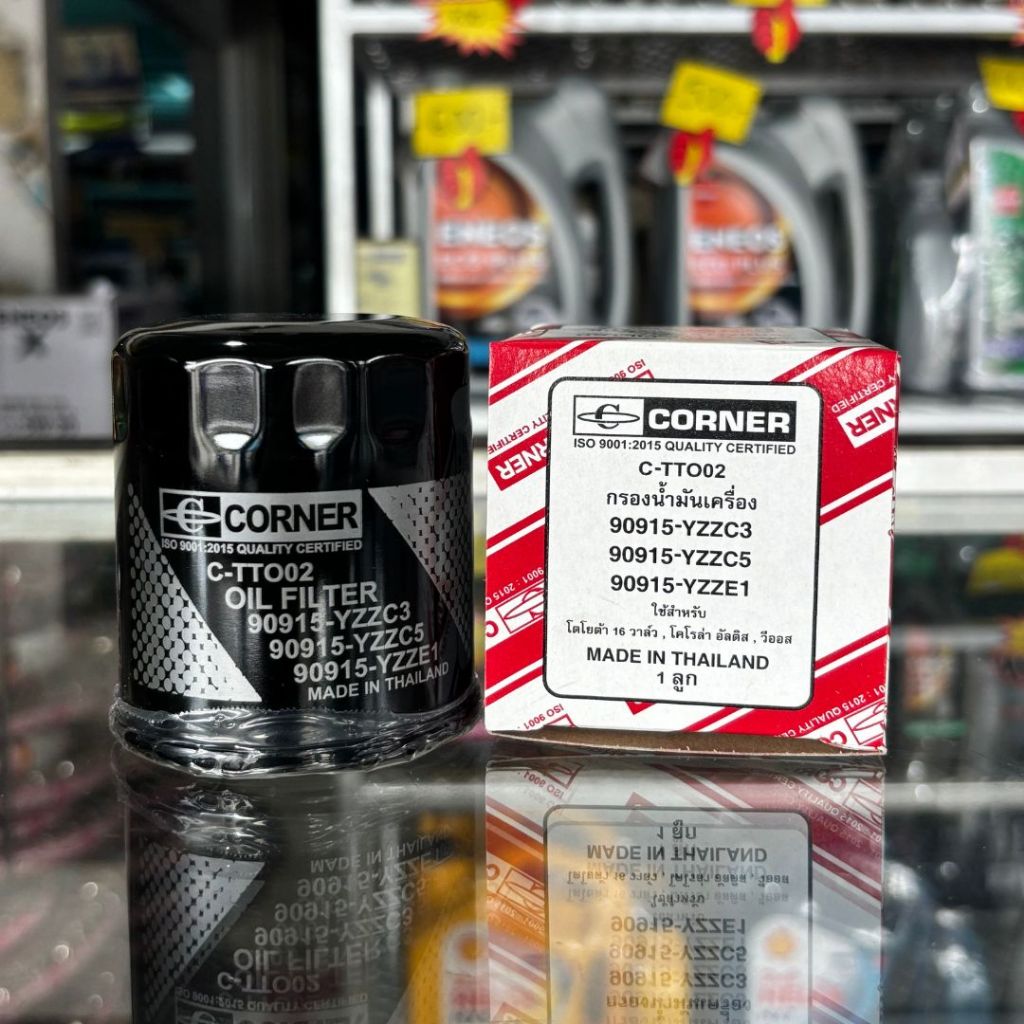 ENEOS
ENEOS
CORNER
ISO 9001:2015 QUALITY CERTIFIED
C-TTO02
OIL FILTER
90915-YZZC3
90915-YZZC5
90915-YZZE1
MADE IN THAILAND
CORNER
ISO 9001:2015 QUALITY CERTIFIED
C-TTO02
กรองน้ำมันเครื่อง
90915-YZZC3
90915-YZZC5
90915-YZZE1
ใช้สำหรับ
โตโยต้า 16 วาล์ว , โคโรล่า อัลติส , วีออส
MADE IN THAILAND
1 ลูก
CORNER
CORNER